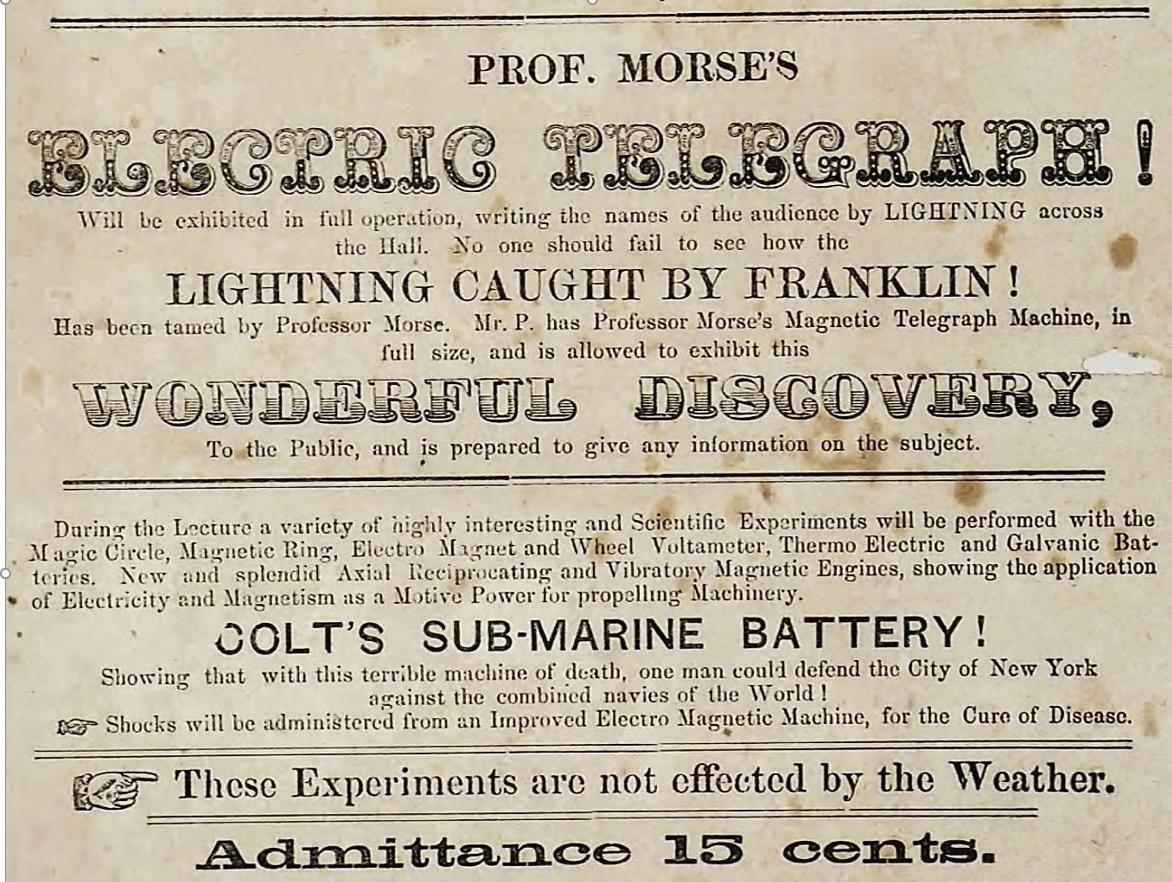 PROF. MORSE'S
ELECTRIC TELEGRAPH!
Will be exhibited in full operation, writing the names of the audience by LIGHTNING across
the Hall. No one should fail to see how the
LIGHTNING CAUGHT BY FRANKLIN!
Has been tamed by Professor Morse. Mr. P. has Professor Morse's Magnetic Telegraph Machine, in
full size, and is allowed to exhibit this
WONDERFUL DISCOVERY,
To the Public, and is prepared to give any information on the subject.
During the Lecture a variety of highly interesting and Scientific Experiments will be performed with the
Magic Circle, Magnetic Ring, Electro Magnet and Wheel Voltameter, Thermo Electric and Galvanic Bat-
teries. New and splendid Axial Reciprocating and Vibratory Magnetic Engines, showing the application
of Electricity and Magnetism as a Motive Power for propelling Machinery.
COLT'S SUB-MARINE BATTERY!
Showing that with this terrible machine of death, one man could defend the City of New York
against the combined navies of the World!
☞ Shocks will be administered from an Improved Electro Magnetic Machine, for the Cure of Disease.
☞ These Experiments are not effected by the Weather.
Admittance 15 cents.